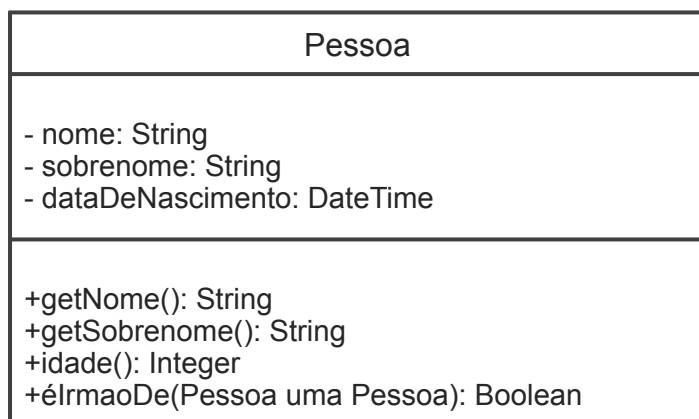 Pessoa
- nome: String
- sobrenome: String
- dataDeNascimento: DateTime
+getNome(): String
+getSobrenome(): String
+idade(): Integer
+éIrmaoDe(Pessoa uma Pessoa): Boolean